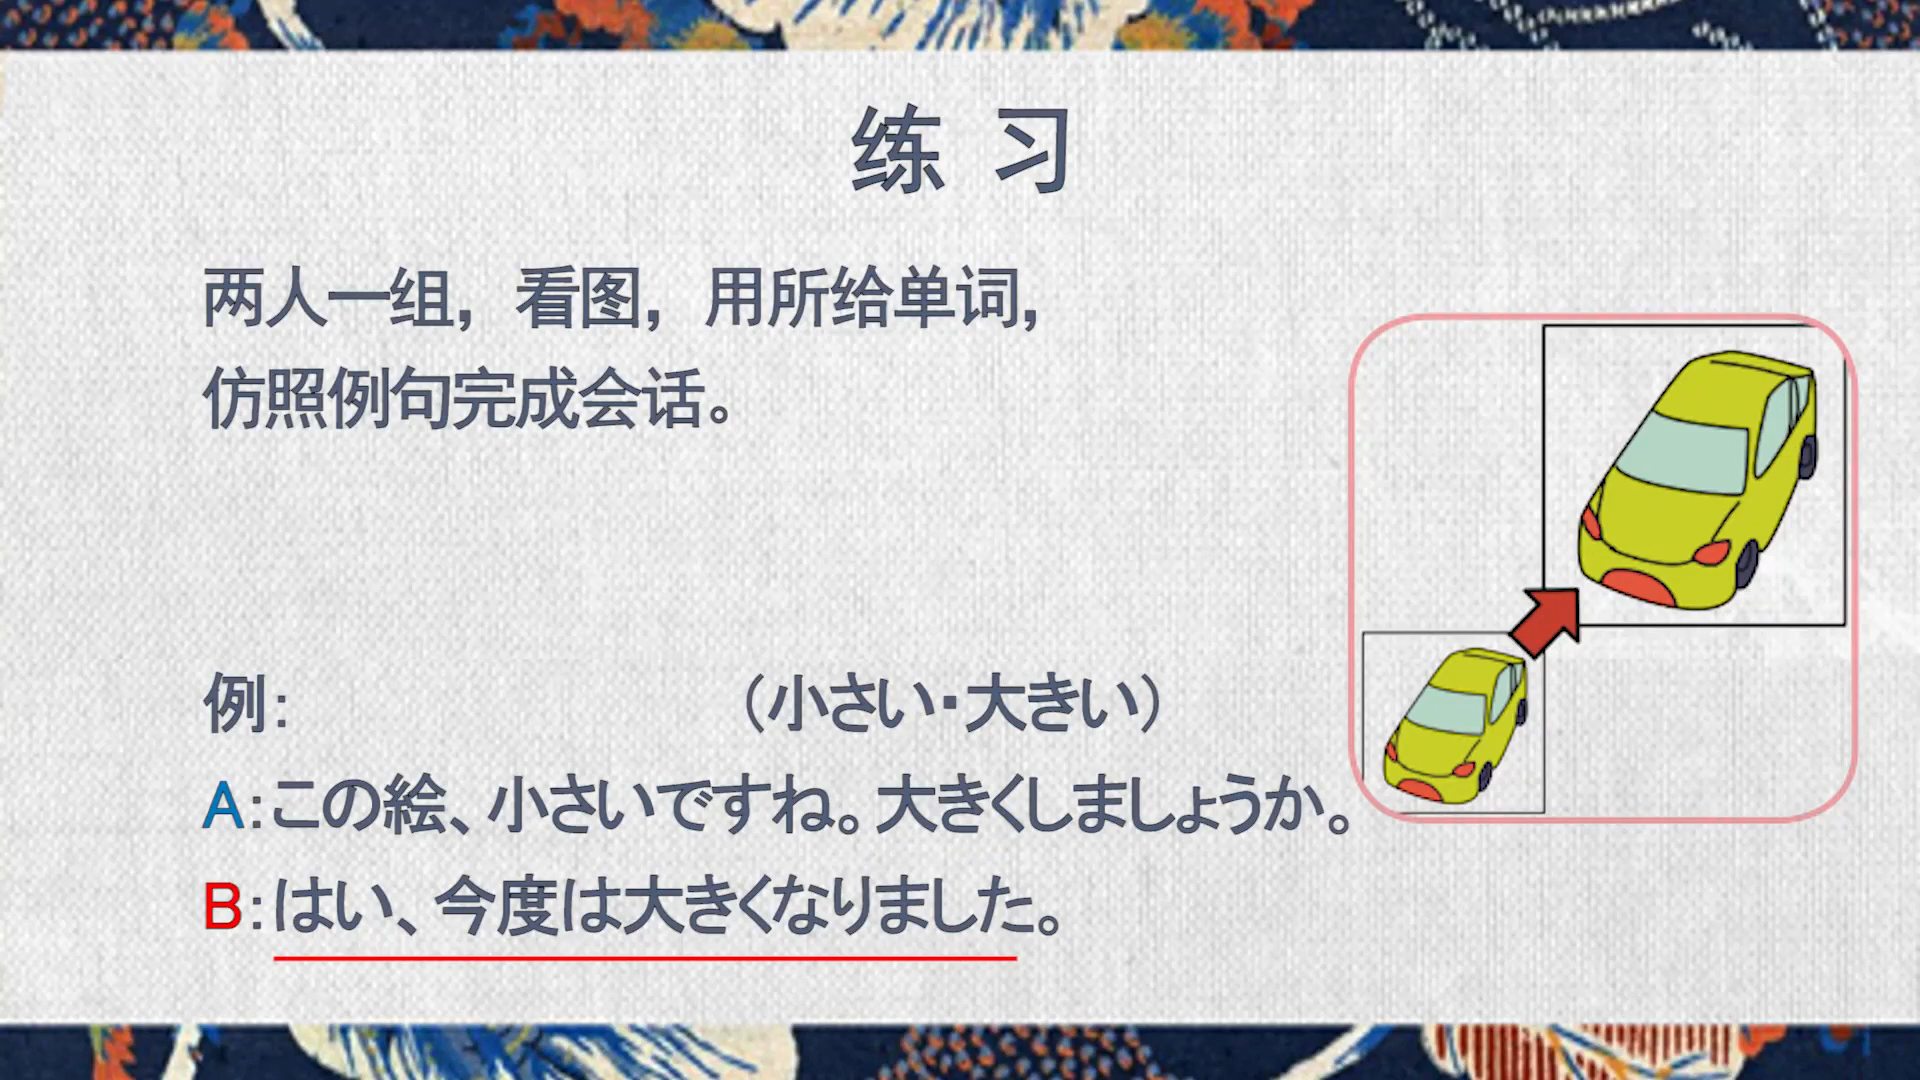 练 习
两人一组，看图，用所给单词，
仿照例句完成会话。
例： （小さい・大きい）
A：この絵、小さいですね。大きくしましょうか。
B：はい、今度は大きくなりました。